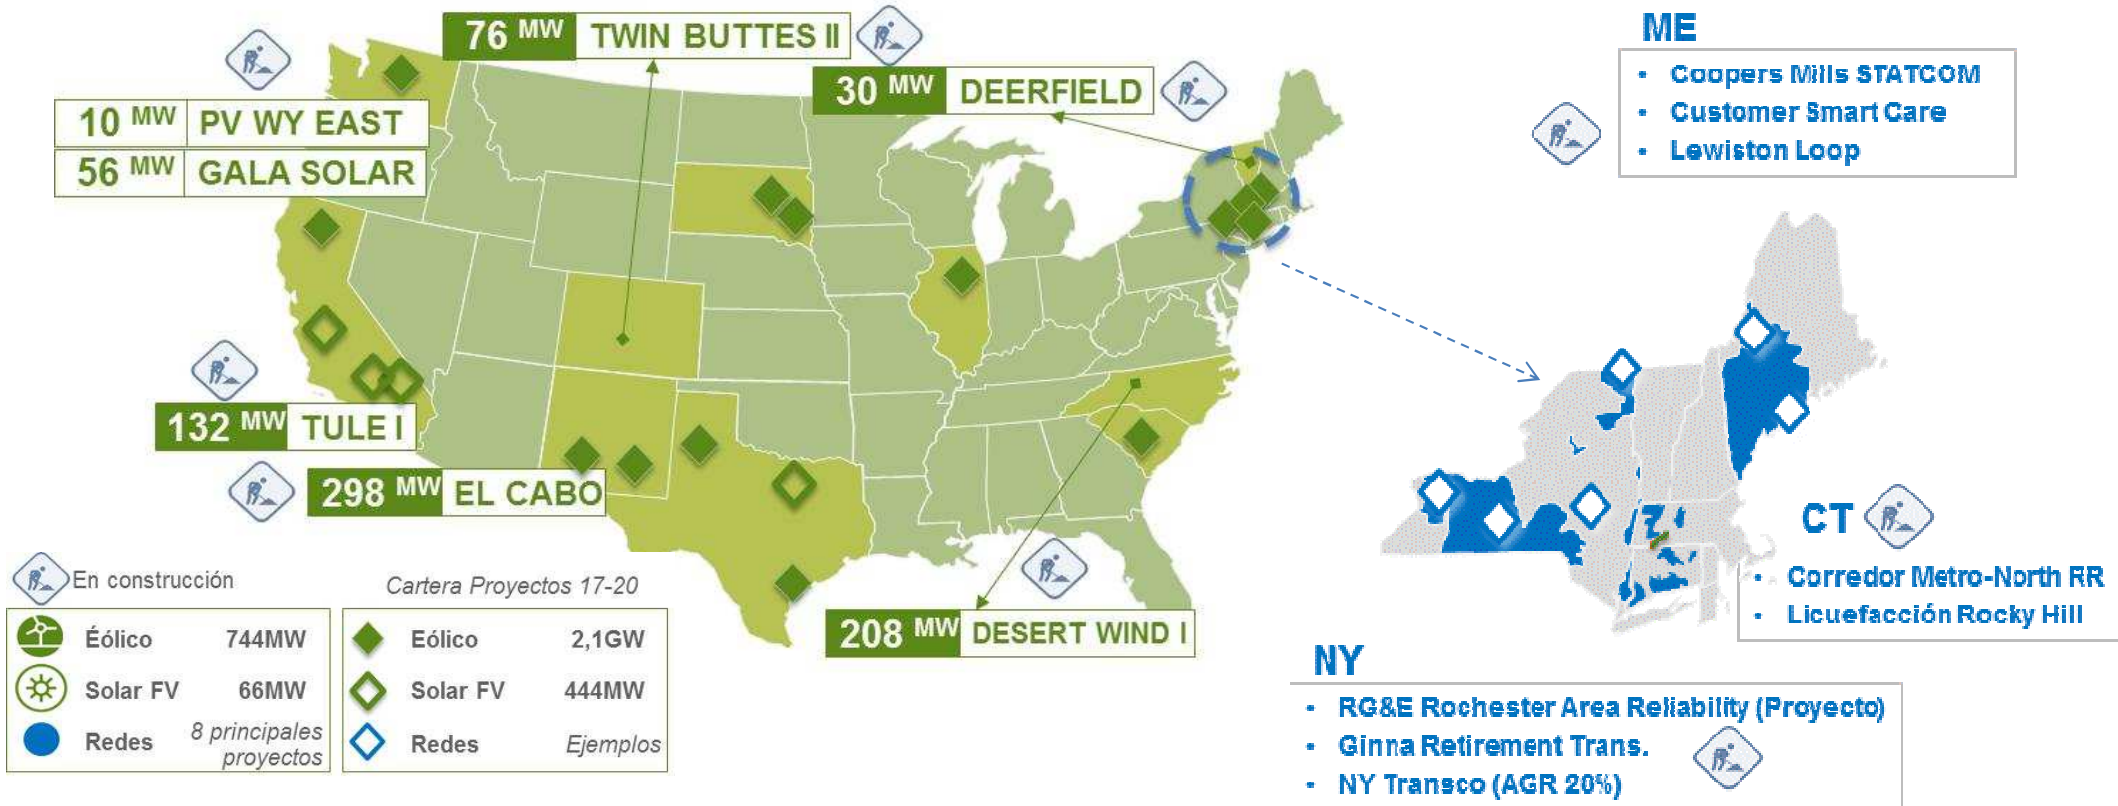 76 MW TWIN BUTTES II
30 MW DEERFIELD
10 MW PV WY EAST
56 MW GALA SOLAR
132 MW TULE I
298 MW EL CABO
208 MW DESERT WIND I
En construcción
Éólico 744MW
Solar FV 66MW
Redes 8 principales
proyectos
Cartera Proyectos 17-20
Eólico 2,1GW
Solar FV 444MW
Redes Ejemplos
ME
• Coopers Mills STATCOM
• Customer Smart Care
• Lewiston Loop
CT
• Corredor Metro-North RR
• Licuefacción Rocky Hill
NY
• RG&E Rochester Area Reliability (Proyecto)
• Ginna Retirement Trans.
• NY Transco (AGR 20%)